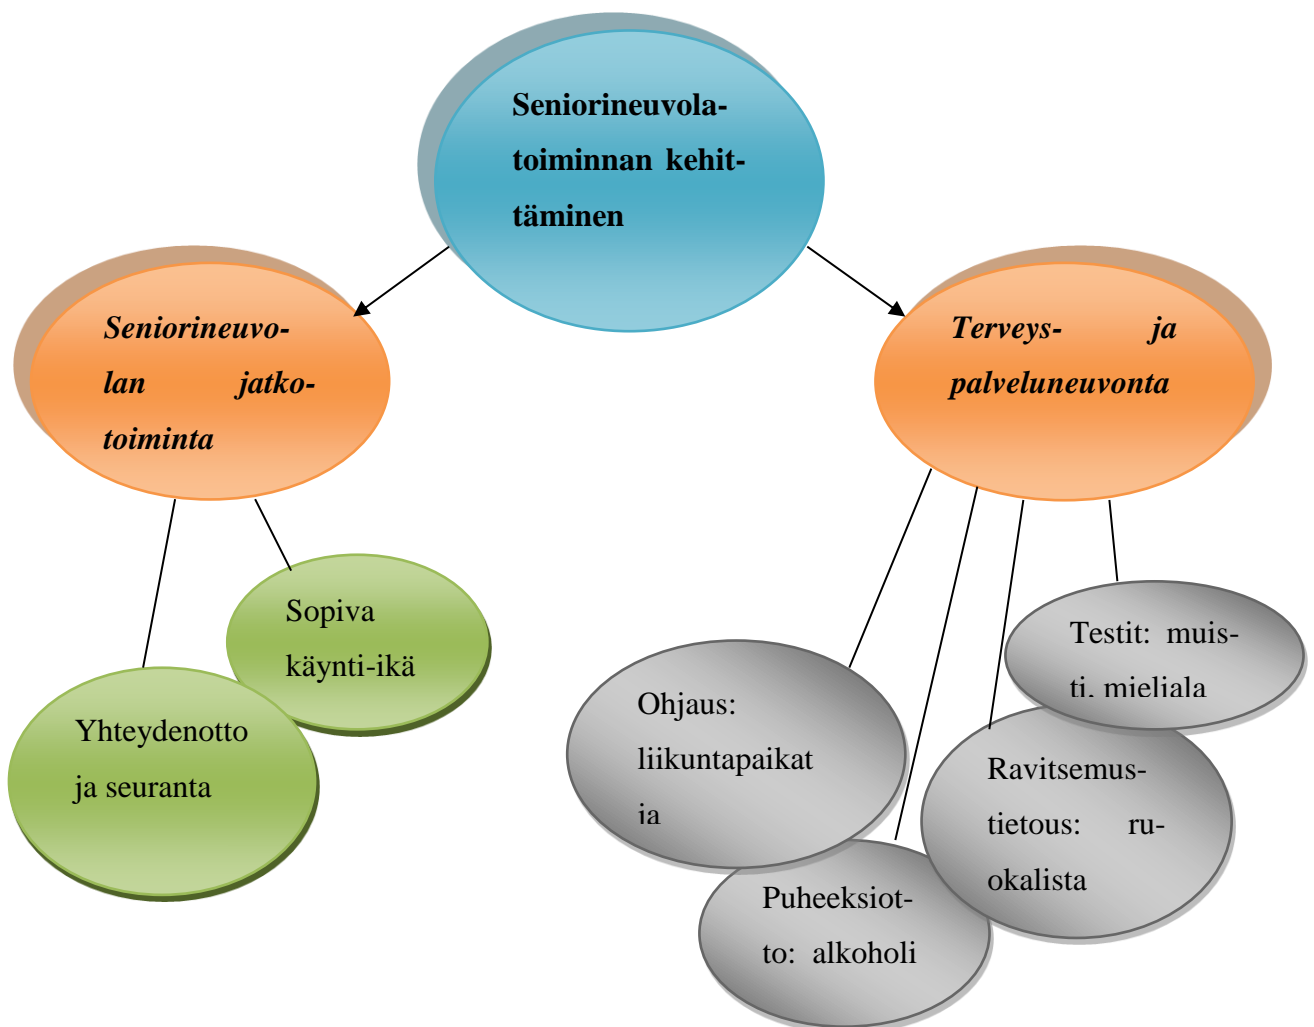 Seniorineuvola-
toiminnan kehit-
täminen
Seniorineuvo-
lan jatko-
toiminta
Terveys- ja
palveluneuvonta
Sopiva
käynti-ikä
Yhteydenotto
ja seuranta
Ohjaus:
liikuntapaikat
ja
Puheeksiot-
to: alkoholi
Ravitsemus-
tietous: ru-
okalista
Testit: muis-
ti, mieliala